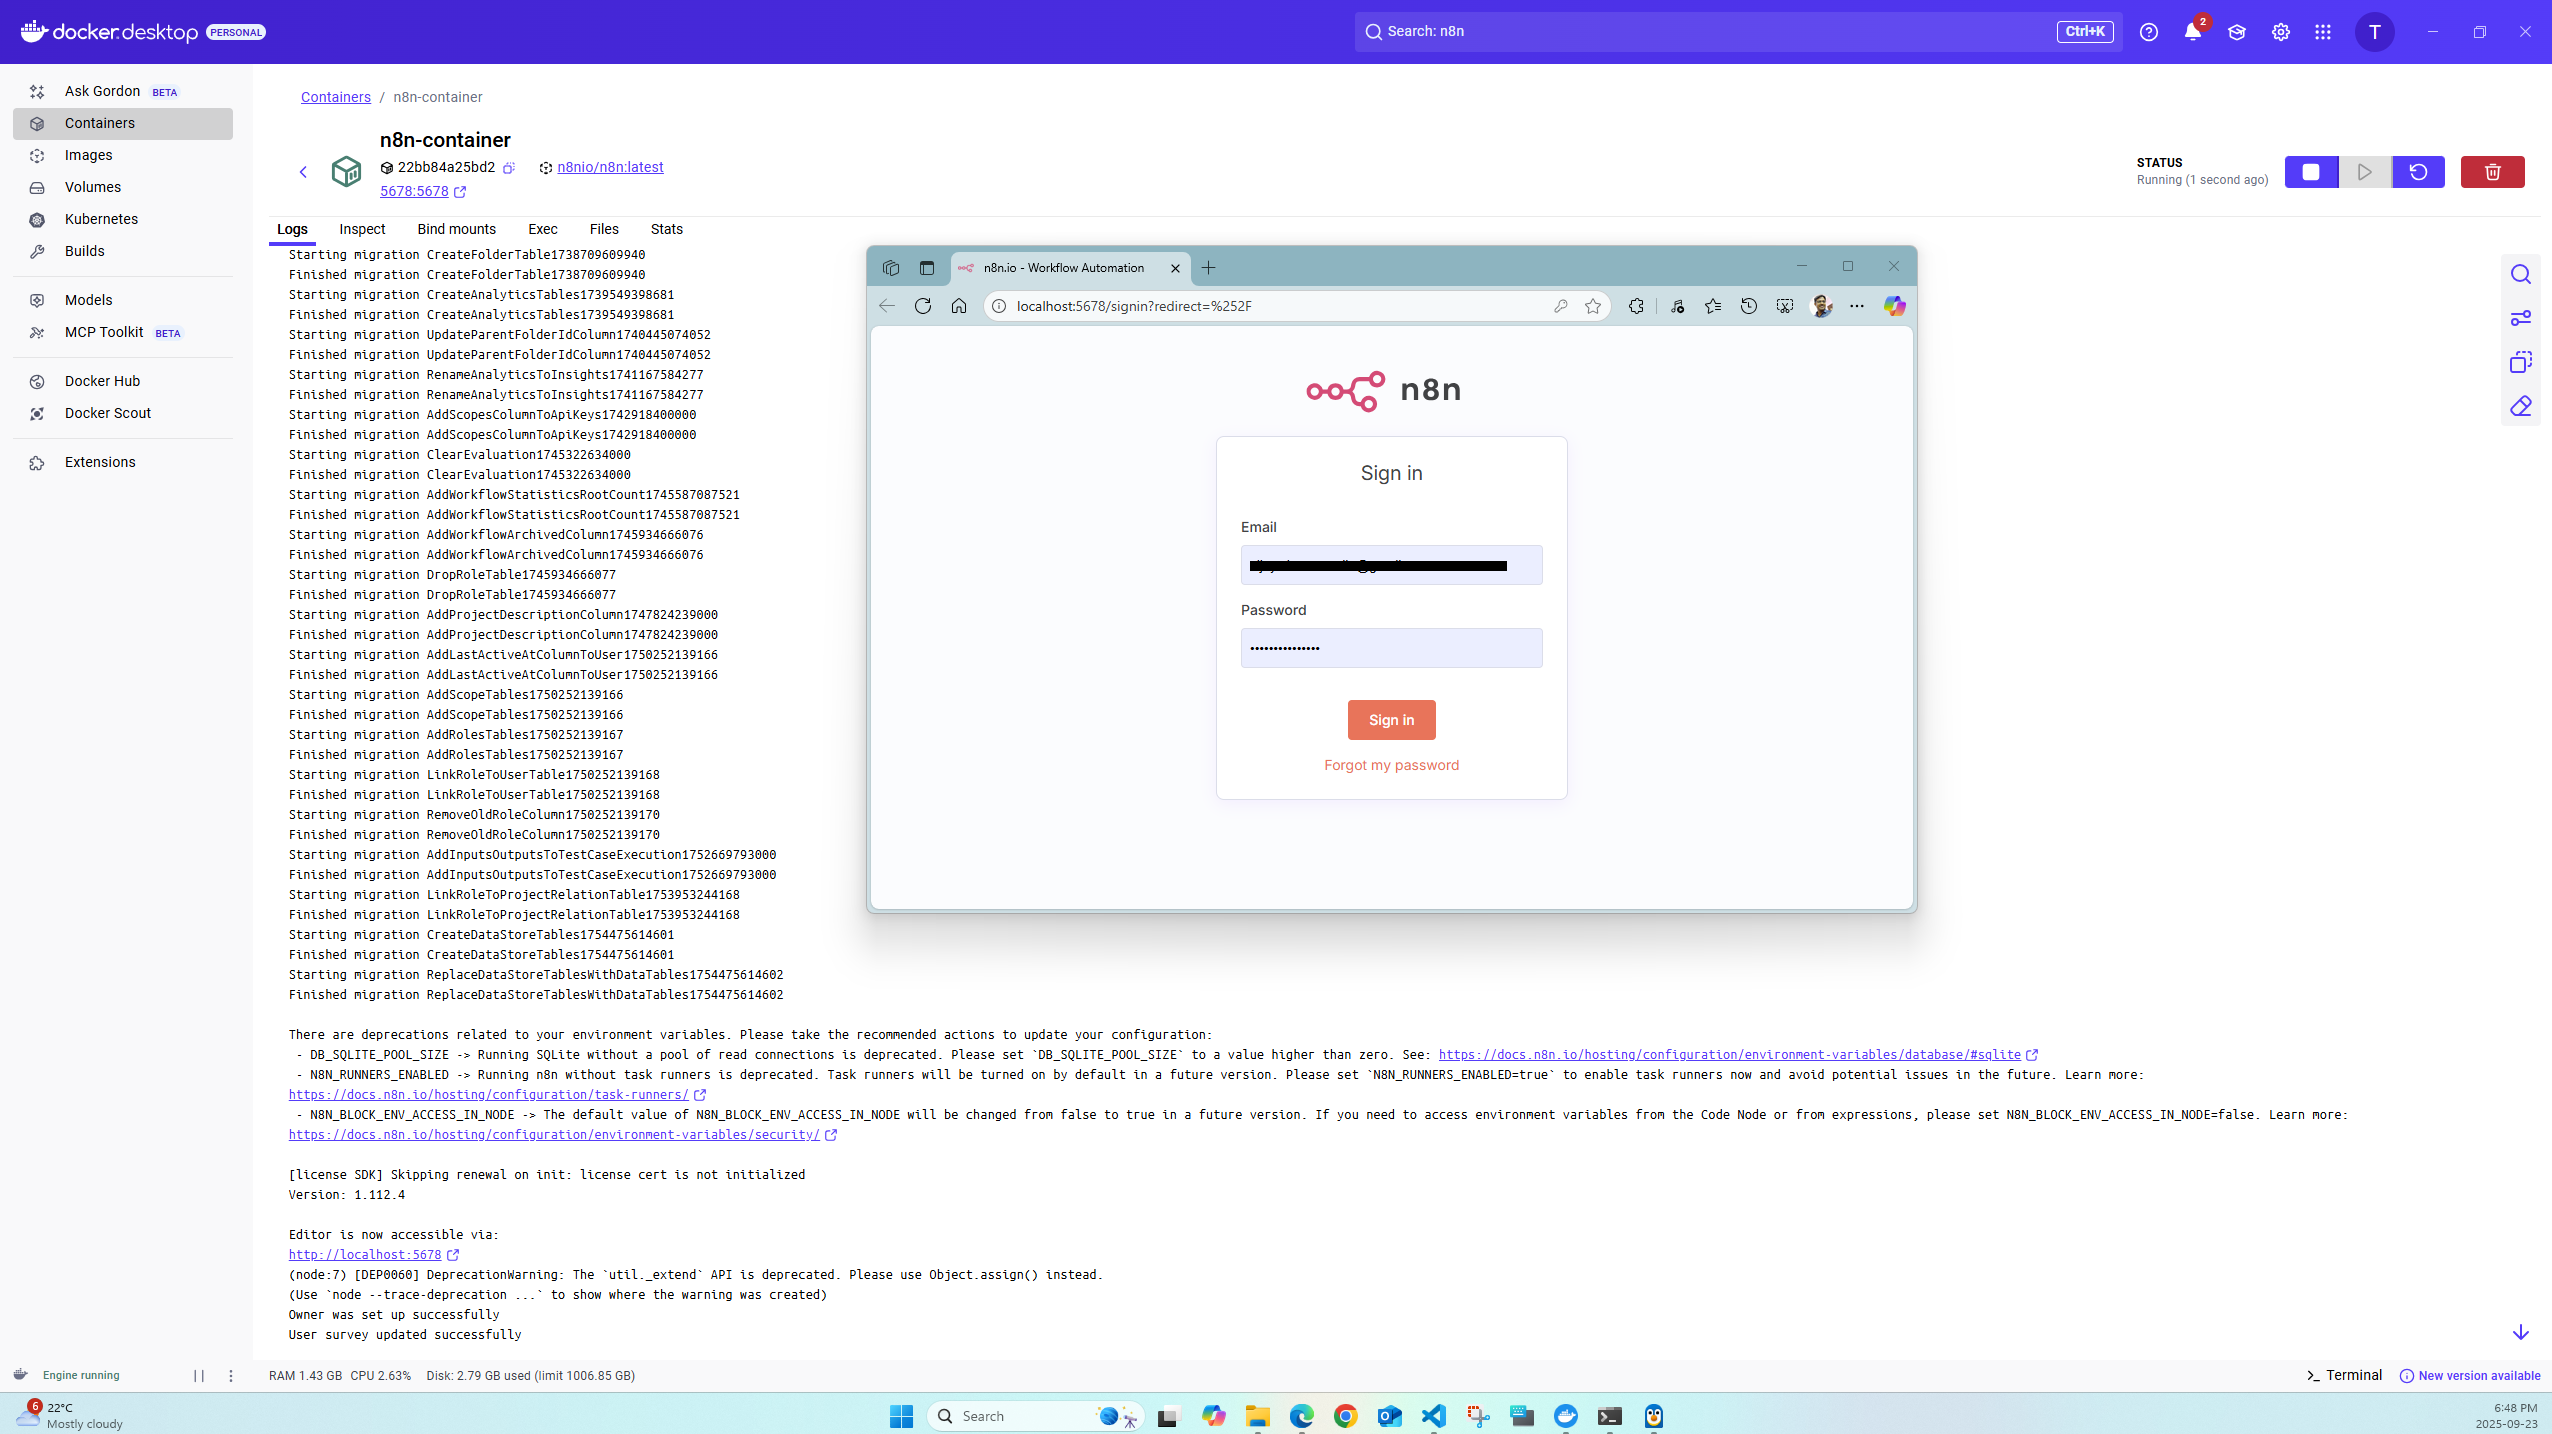 docker.desktop PERSONAL
Search: n8n
Ctrl+K
2
T
Ask Gordon BETA
Containers
Images
Volumes
Kubernetes
Builds
Models
MCP Toolkit BETA
Docker Hub
Docker Scout
Extensions
Containers / n8n-container
n8n-container
22bb84a25bd2 n8nio/n8n:latest
5678:5678
STATUS
Running (1 second ago)
Logs Inspect Bind mounts Exec Files Stats
Starting migration CreateFolderTable1738709609940
Finished migration CreateFolderTable1738709609940
Starting migration CreateAnalyticsTables1739549398681
Finished migration CreateAnalyticsTables1739549398681
Starting migration UpdateParentFolderIdColumn1740445074052
Finished migration UpdateParentFolderIdColumn1740445074052
Starting migration RenameAnalyticsToInsights1741167584277
Finished migration RenameAnalyticsToInsights1741167584277
Starting migration AddScopesColumnToApiKeys1742918400000
Finished migration AddScopesColumnToApiKeys1742918400000
Starting migration ClearEvaluation1745322634000
Finished migration ClearEvaluation1745322634000
Starting migration AddWorkflowStatisticsRootCount1745587087521
Finished migration AddWorkflowStatisticsRootCount1745587087521
Starting migration AddWorkflowArchivedColumn1745934666076
Finished migration AddWorkflowArchivedColumn1745934666076
Starting migration DropRoleTable1745934666077
Finished migration DropRoleTable1745934666077
Starting migration AddProjectDescriptionColumn1747824239000
Finished migration AddProjectDescriptionColumn1747824239000
Starting migration AddLastActiveAtColumnToUser1750252139166
Finished migration AddLastActiveAtColumnToUser1750252139166
Starting migration AddScopeTables1750252139166
Finished migration AddScopeTables1750252139166
Starting migration AddRolesTables1750252139167
Finished migration AddRolesTables1750252139167
Starting migration LinkRoleToUserTable1750252139168
Finished migration LinkRoleToUserTable1750252139168
Starting migration RemoveOldRoleColumn1750252139170
Finished migration RemoveOldRoleColumn1750252139170
Starting migration AddInputsOutputsToTestCaseExecution1752669793000
Finished migration AddInputsOutputsToTestCaseExecution1752669793000
Starting migration LinkRoleToProjectRelationTable1753953244168
Finished migration LinkRoleToProjectRelationTable1753953244168
Starting migration CreateDataStoreTables1754475614601
Finished migration CreateDataStoreTables1754475614601
Starting migration ReplaceDataStoreTablesWithDataTables1754475614602
Finished migration ReplaceDataStoreTablesWithDataTables1754475614602
There are deprecations related to your environment variables. Please take the recommended actions to update your configuration:
- DB_SQLITE_POOL_SIZE -> Running SQLite without a pool of read connections is deprecated. Please set `DB_SQLITE_POOL_SIZE` to a value higher than zero. See: https://docs.n8n.io/hosting/configuration/environment-variables/database/#sqlite
- N8N_RUNNERS_ENABLED -> Running n8n without task runners is deprecated. Task runners will be turned on by default in a future version. Please set `N8N_RUNNERS_ENABLED=true` to enable task runners now and avoid potential issues in the future. Learn more:
https://docs.n8n.io/hosting/configuration/task-runners/
- N8N_BLOCK_ENV_ACCESS_IN_NODE -> The default value of N8N_BLOCK_ENV_ACCESS_IN_NODE will be changed from false to true in a future version. If you need to access environment variables from the Code Node or from expressions, please set N8N_BLOCK_ENV_ACCESS_IN_NODE=false. Learn more:
https://docs.n8n.io/hosting/configuration/environment-variables/security/
[license SDK] Skipping renewal on init: license cert is not initialized
Version: 1.112.4
Editor is now accessible via:
http://localhost:5678
(node:7) [DEP0060] DeprecationWarning: The `util._extend` API is deprecated. Please use Object.assign() instead.
(Use `node --trace-deprecation ...` to show where the warning was created)
Owner was set up successfully
User survey updated successfully
n8n.io - Workflow Automation
localhost:5678/signin?redirect=%252F
n8n
Sign in
Email
Password
•••••••••••••••
Sign in
Forgot my password
Engine running
RAM 1.43 GB CPU 2.63% Disk: 2.79 GB used (limit 1006.85 GB)
Terminal
New version available
6
22°C
Mostly cloudy
Search
6:48 PM
2025-09-23